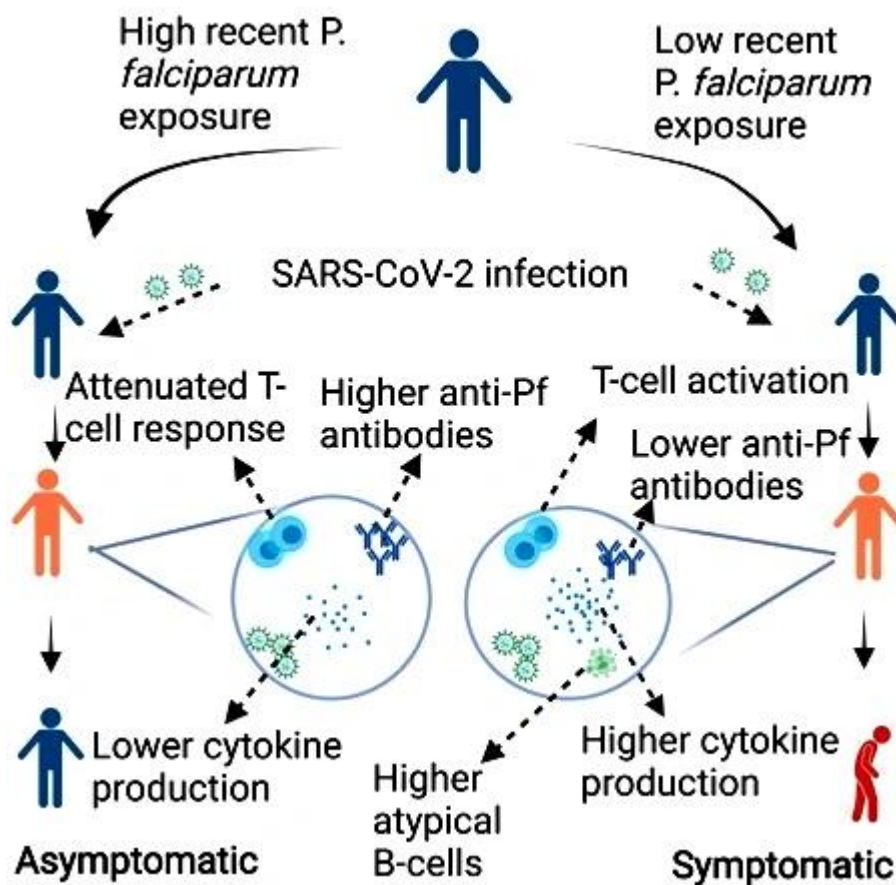 High recent P.
falciparum
exposure
Low recent
P. falciparum
exposure
SARS-CoV-2 infection
Attenuated T-
cell response
Higher anti-Pf
antibodies
T-cell activation
Lower anti-Pf
antibodies
Lower cytokine
production
Higher
atypical
B-cells
Higher cytokine
production
Asymptomatic
Symptomatic